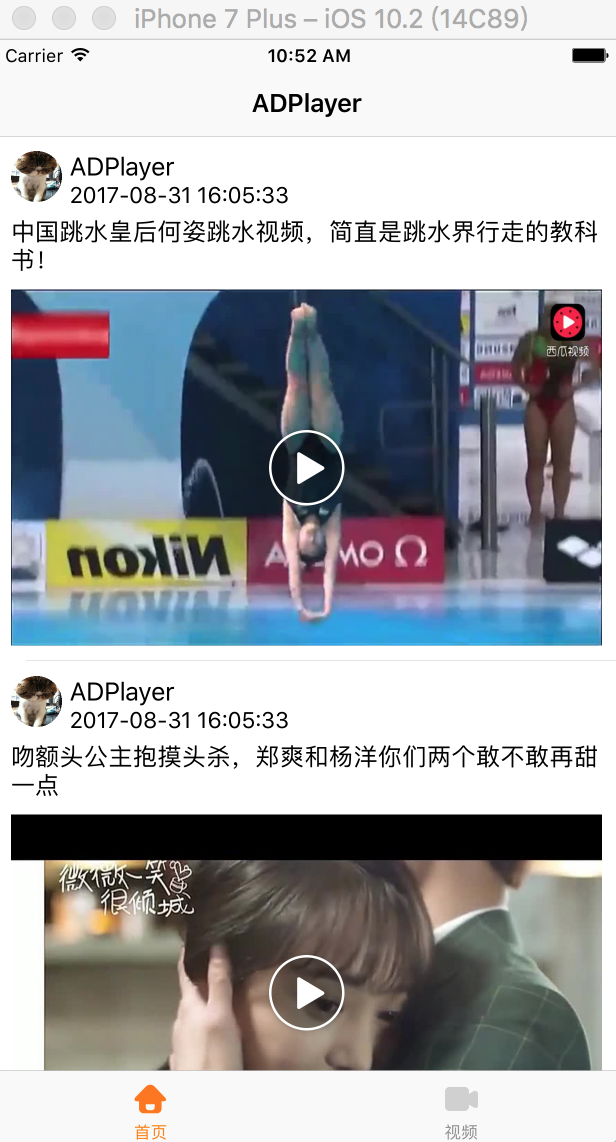 iPhone 7 Plus – iOS 10.2 (14C89)
Carrier 10:52 AM
ADPlayer
ADPlayer
2017-08-31 16:05:33
中国跳水皇后何姿跳水视频，简直是跳水界行走的教科
书！
西瓜视频
Nikon
Ω OM
ADPlayer
2017-08-31 16:05:33
吻额头公主抱摸头杀，郑爽和杨洋你们两个敢不敢再甜
一点
微微一笑
很倾城
首页 视频